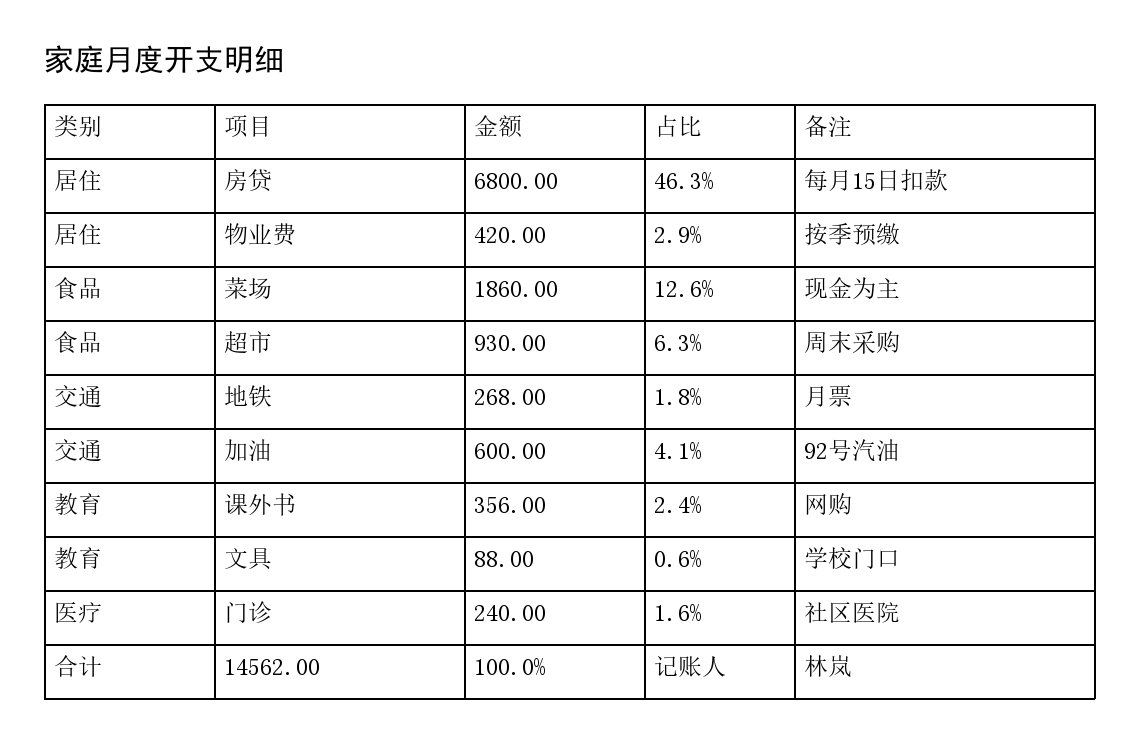 家庭月度开支明细
类别 项目 金额 占比 备注
居住 房贷 6800.00 46.3% 每月15日扣款
居住 物业费 420.00 2.9% 按季预缴
食品 菜场 1860.00 12.6% 现金为主
食品 超市 930.00 6.3% 周末采购
交通 地铁 268.00 1.8% 月票
交通 加油 600.00 4.1% 92号汽油
教育 课外书 356.00 2.4% 网购
教育 文具 88.00 0.6% 学校门口
医疗 门诊 240.00 1.6% 社区医院
合计 14562.00 100.0% 记账人 林岚